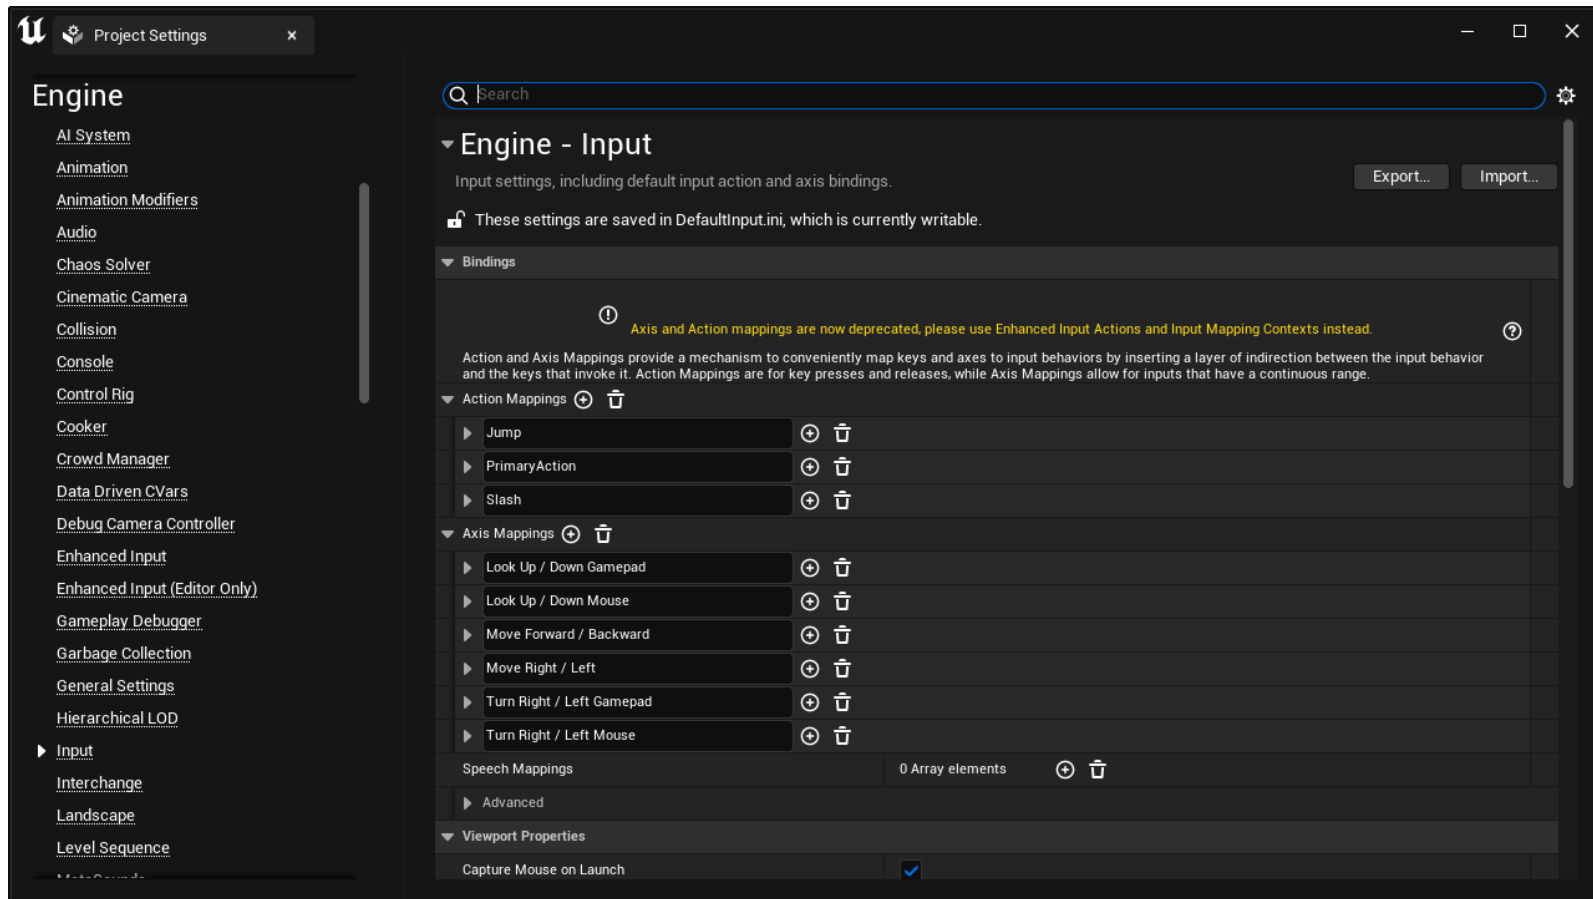 Project Settings
Engine
AI System
Animation
Animation Modifiers
Audio
Chaos Solver
Cinematic Camera
Collision
Console
Control Rig
Cooker
Crowd Manager
Data Driven CVars
Debug Camera Controller
Enhanced Input
Enhanced Input (Editor Only)
Gameplay Debugger
Garbage Collection
General Settings
Hierarchical LOD
Input
Interchange
Landscape
Level Sequence
Search
Engine - Input
Input settings, including default input action and axis bindings.
Export...
Import...
These settings are saved in DefaultInput.ini, which is currently writable.
Bindings
Axis and Action mappings are now deprecated, please use Enhanced Input Actions and Input Mapping Contexts instead.
Action and Axis Mappings provide a mechanism to conveniently map keys and axes to input behaviors by inserting a layer of indirection between the input behavior
and the keys that invoke it. Action Mappings are for key presses and releases, while Axis Mappings allow for inputs that have a continuous range.
Action Mappings
Jump
PrimaryAction
Slash
Axis Mappings
Look Up / Down Gamepad
Look Up / Down Mouse
Move Forward / Backward
Move Right / Left
Turn Right / Left Gamepad
Turn Right / Left Mouse
Speech Mappings
0 Array elements
Advanced
Viewport Properties
Capture Mouse on Launch